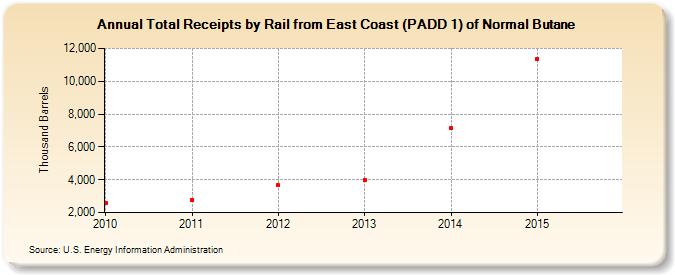 Annual Total Receipts by Rail from East Coast (PADD 1) of Normal Butane
Thousand Barrels
12,000
10,000
8,000
6,000
4,000
2,000
2010 2011 2012 2013 2014 2015
Source: U.S. Energy Information Administration